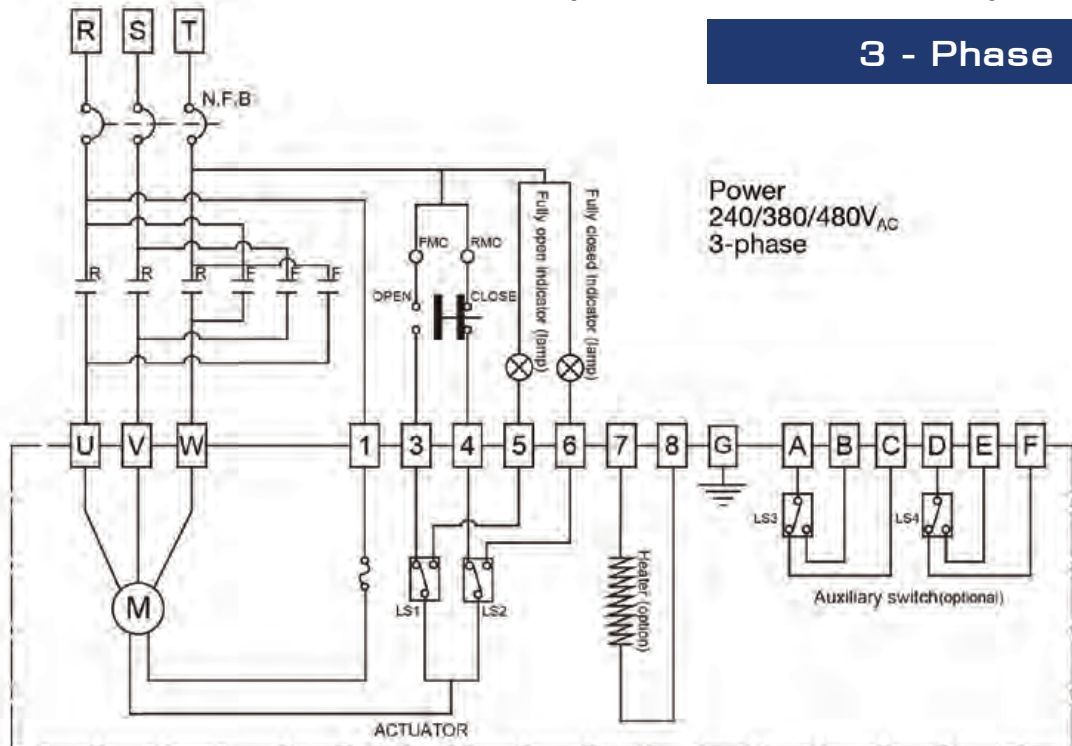 R S T
3 - Phase
N.F.B
Power
240/380/480VAC
3-phase
Fully open indicator (lamp)
Fully closed indicator (lamp)
FMC RMC
R R R F F F
OPEN CLOSE
U V W 1 3 4 5 6 7 8 G A B C D E F
LS3 LS4
Heater (option)
M
LS1 LS2
Auxiliary switch(optional)
ACTUATOR